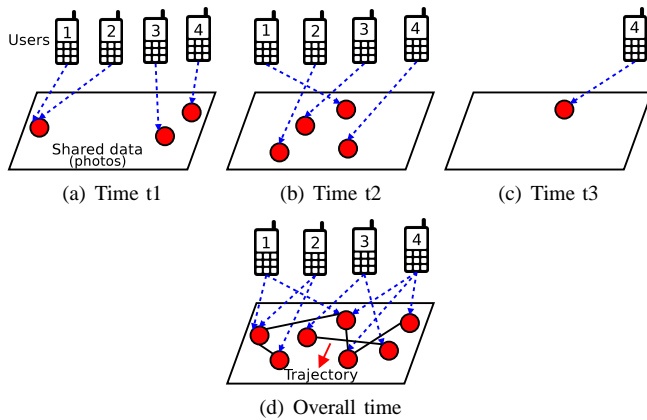 Users
1 2 3 4
1 2 3 4
4
Shared data
(photos)
(a) Time t1
(b) Time t2
(c) Time t3
1 2 3 4
Trajectory
(d) Overall time